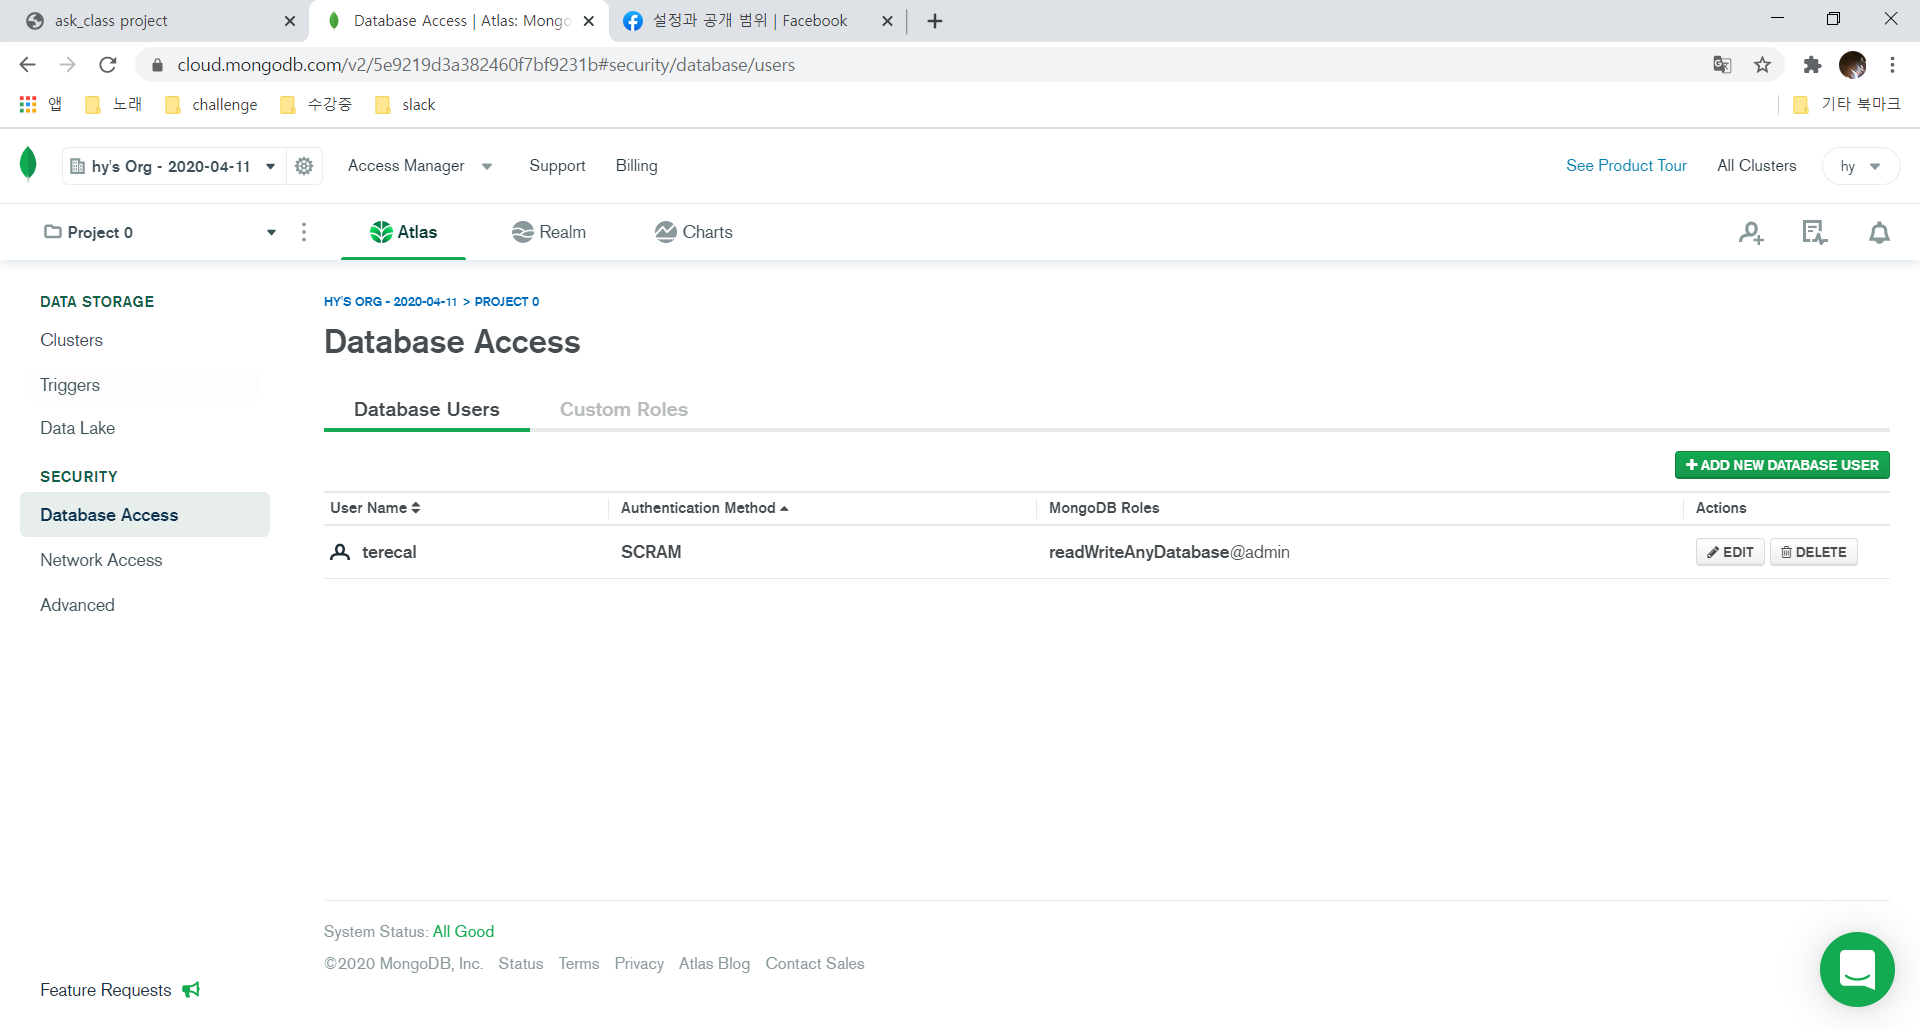 ask_class project
Database Access | Atlas: Mongo
설정과 공개 범위 | Facebook
cloud.mongodb.com/v2/5e9219d3a382460f7bf9231b#security/database/users
앱 노래 challenge 수강중 slack 기타 북마크
hy's Org - 2020-04-11 Access Manager Support Billing See Product Tour All Clusters hy
Project 0 Atlas Realm Charts
DATA STORAGE
Clusters
Triggers
Data Lake
SECURITY
Database Access
Network Access
Advanced
HY'S ORG - 2020-04-11 > PROJECT 0
Database Access
Database Users Custom Roles
ADD NEW DATABASE USER
User Name Authentication Method MongoDB Roles Actions
terecal SCRAM readWriteAnyDatabase@admin EDIT DELETE
System Status: All Good
©2020 MongoDB, Inc. Status Terms Privacy Atlas Blog Contact Sales
Feature Requests